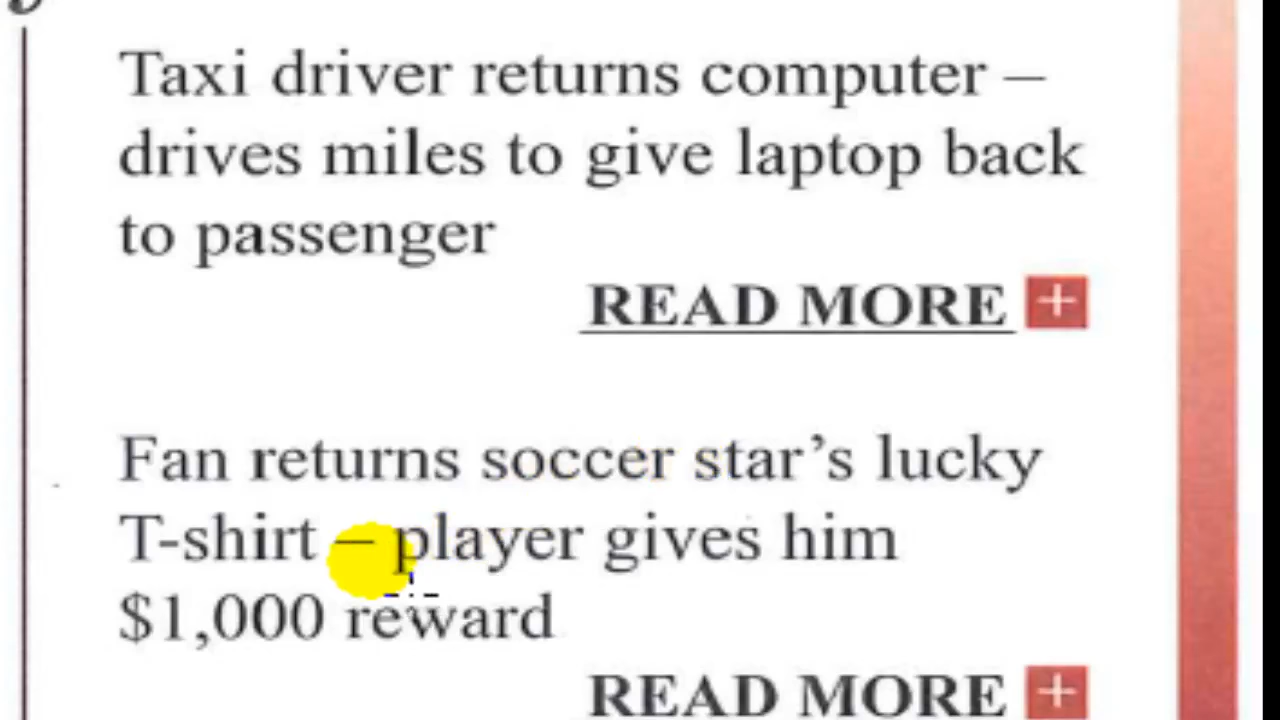 Taxi driver returns computer –
drives miles to give laptop back
to passenger
READ MORE +
Fan returns soccer star's lucky
T-shirt – player gives him
$1,000 reward
READ MORE +